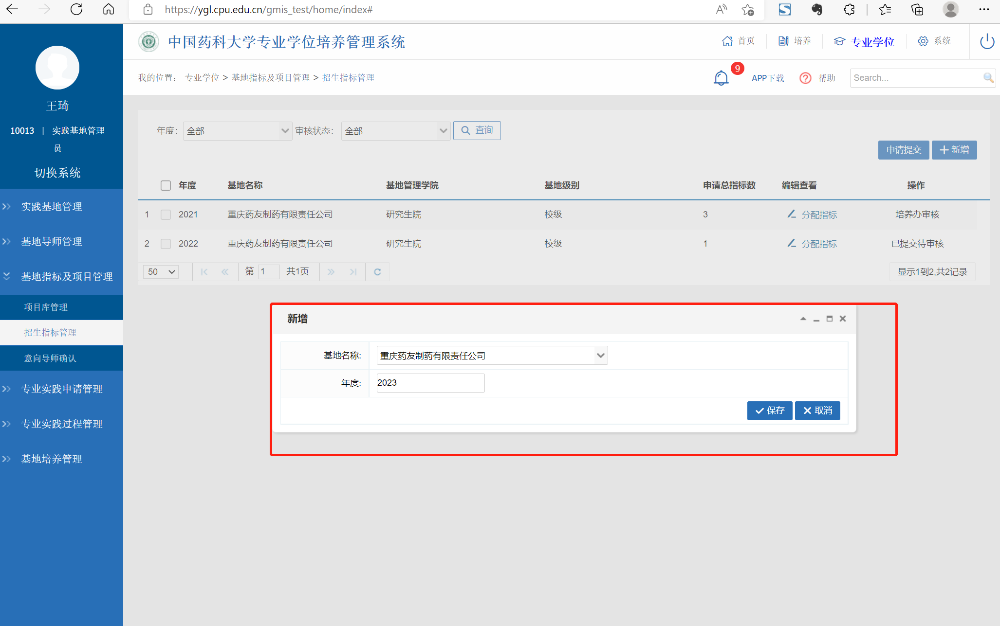 https://ygl.cpu.edu.cn/gmis_test/home/index#
中国药科大学专业学位培养管理系统
首页
培养
专业学位
系统
我的位置： 专业学位 > 基地指标及项目管理 > 招生指标管理
9
APP下载
帮助
Search...
王琦
10013 | 实践基地管理
员
切换系统
实践基地管理
基地导师管理
基地指标及项目管理
项目库管理
招生指标管理
意向导师确认
专业实践申请管理
专业实践过程管理
基地培养管理
年度： 全部 审核状态： 全部 查询
申请提交 新增
年度 基地名称 基地管理学院 基地级别 申请总指标数 编辑查看 操作
1 2021 重庆药友制药有限责任公司 研究生院 校级 3 分配指标 培养办审核
2 2022 重庆药友制药有限责任公司 研究生院 校级 1 分配指标 已提交待审核
50 第 1 共1页 显示1到2,共2记录
新增
基地名称: 重庆药友制药有限责任公司
年度: 2023
保存 取消